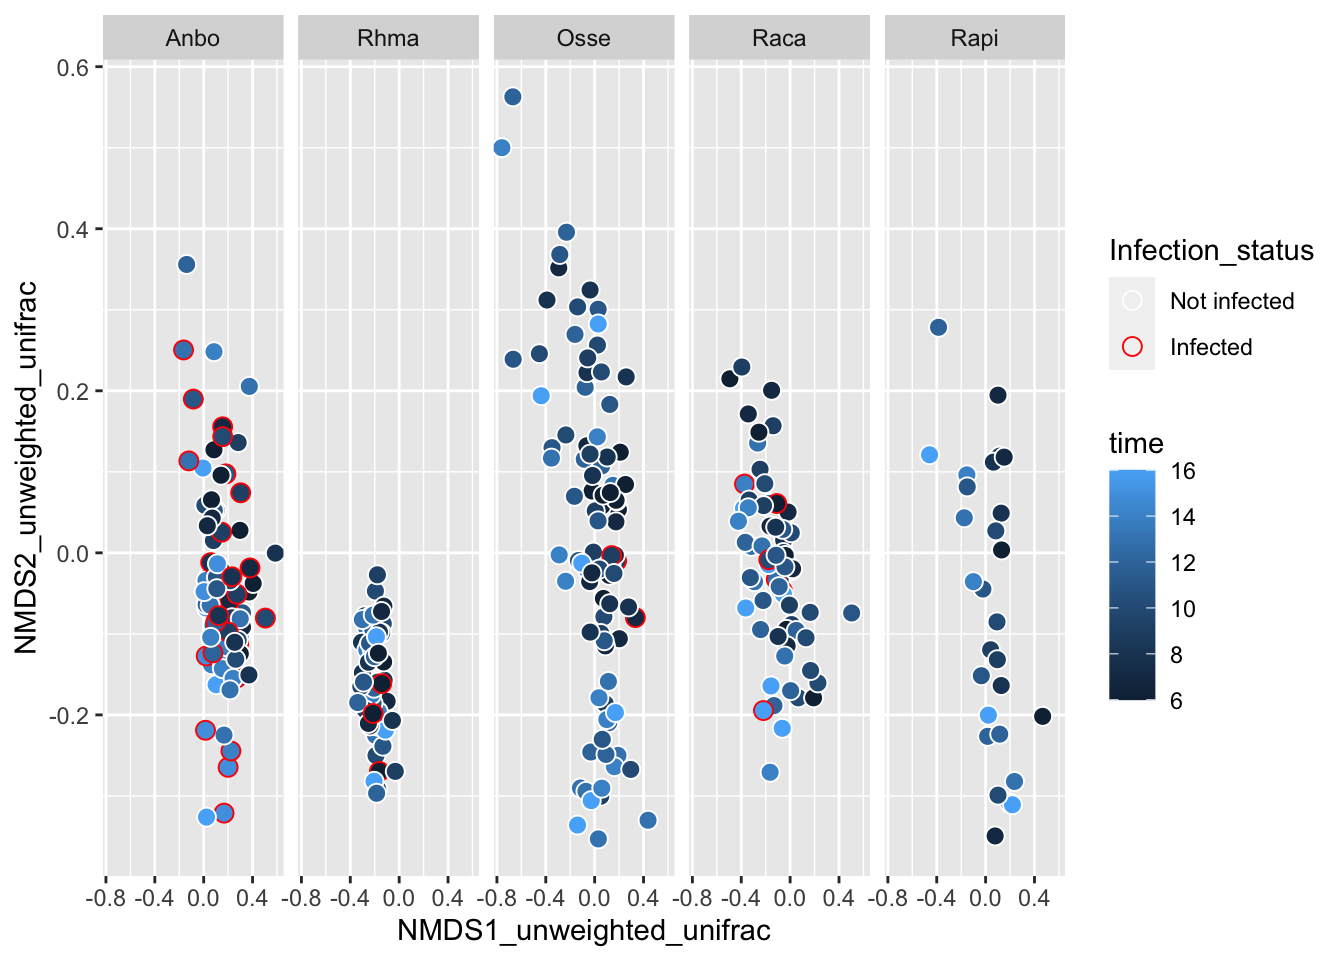 Anbo Rhma Osse Raca Rapi
0.6
0.4
0.2
0.0
-0.2
NMDS2_unweighted_unifrac
-0.8 -0.4 0.0 0.4 -0.8 -0.4 0.0 0.4 -0.8 -0.4 0.0 0.4 -0.8 -0.4 0.0 0.4 -0.8 -0.4 0.0 0.4
NMDS1_unweighted_unifrac
Infection_status
Not infected
Infected
time
16
14
12
10
8
6